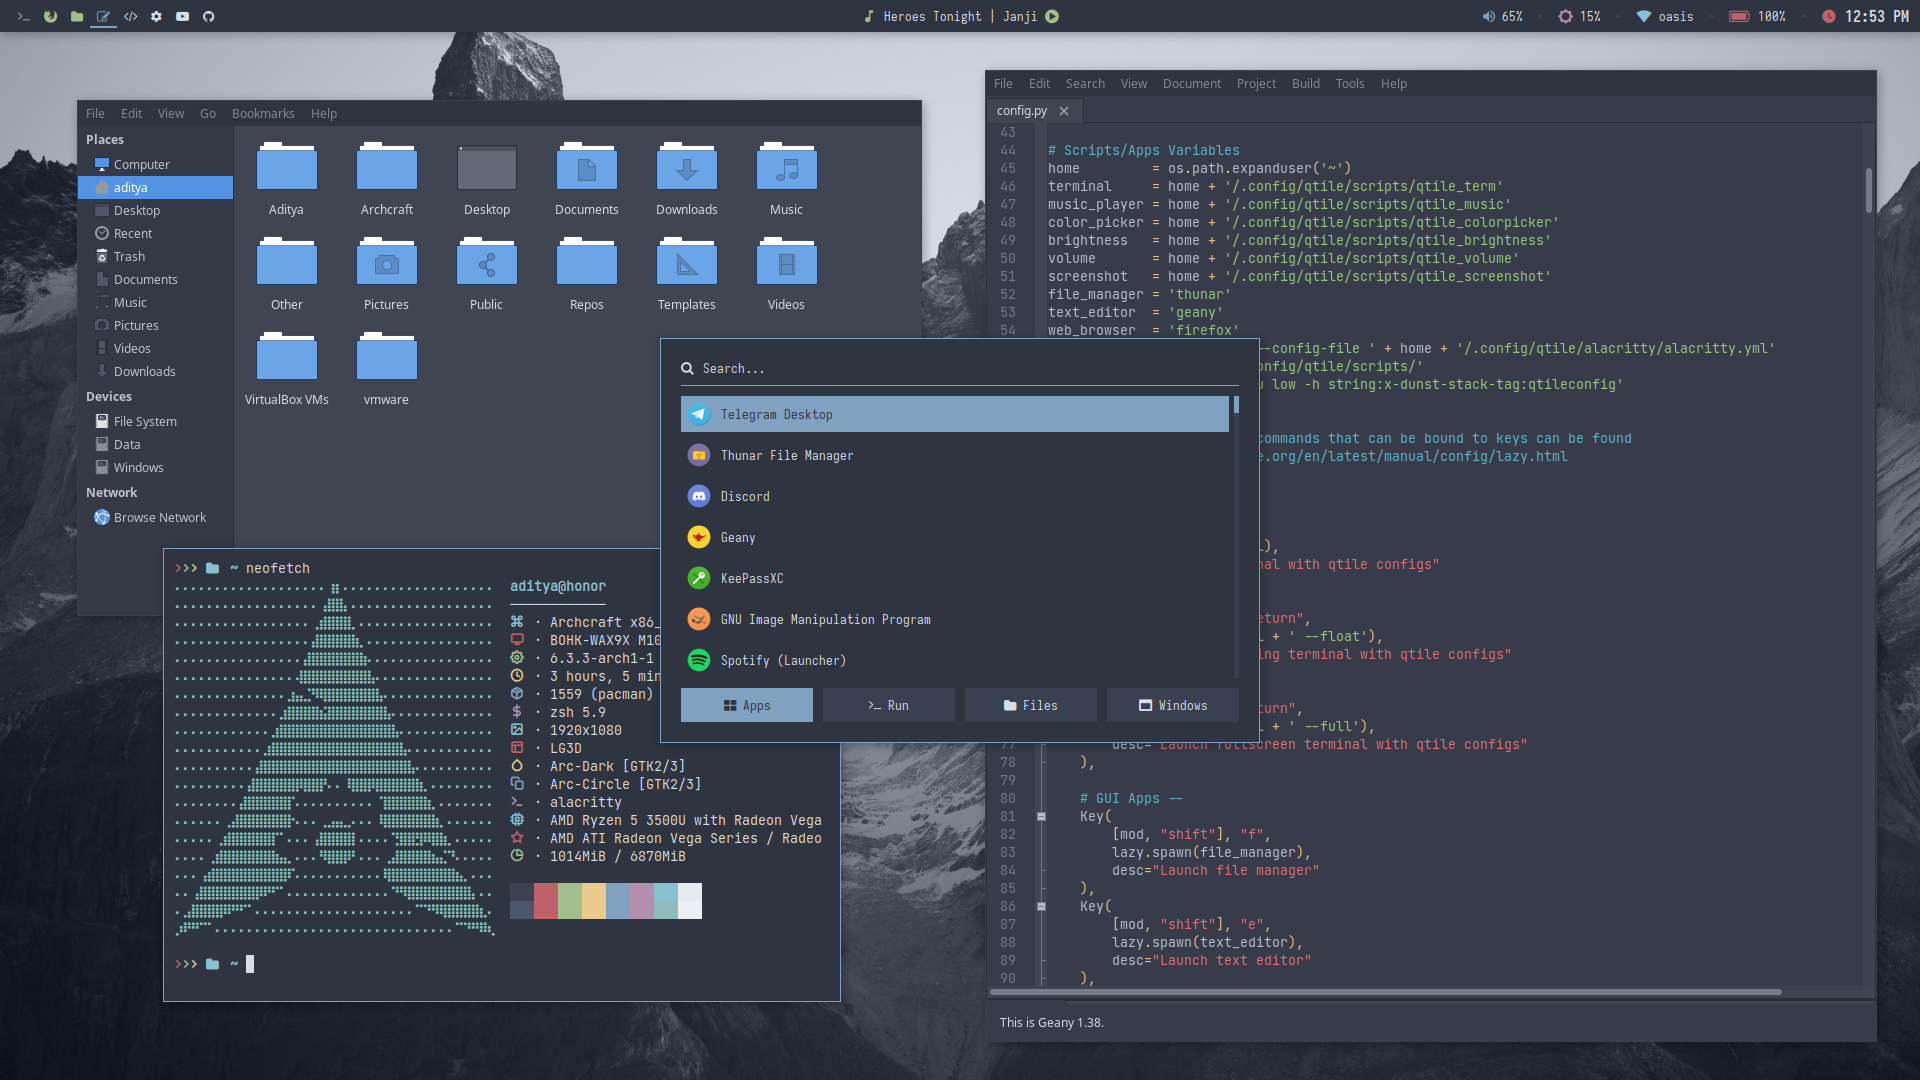 Heroes Tonight | Janji
65%
15%
oasis
100%
12:53 PM
File Edit View Go Bookmarks Help
Places
Computer
aditya
Desktop
Recent
Trash
Documents
Music
Pictures
Videos
Downloads
Devices
File System
Data
Windows
Network
Browse Network
Aditya Archcraft Desktop Documents Downloads Music
Other Pictures Public Repos Templates Videos
VirtualBox VMs vmware
>>> ~ neofetch
aditya@honor
------------
· Archcraft x86_
· BOHK-WAX9X M10
· 6.3.3-arch1-1
· 3 hours, 5 min
· 1559 (pacman)
· zsh 5.9
· 1920x1080
· LG3D
· Arc-Dark [GTK2/3]
· Arc-Circle [GTK2/3]
· alacritty
· AMD Ryzen 5 3500U with Radeon Vega
· AMD ATI Radeon Vega Series / Radeo
· 1014MiB / 6870MiB
>>> ~
Search...
Telegram Desktop
Thunar File Manager
Discord
Geany
KeePassXC
GNU Image Manipulation Program
Spotify (Launcher)
Apps Run Files Windows
File Edit Search View Document Project Build Tools Help
config.py
43
44 # Scripts/Apps Variables
45 home = os.path.expanduser('~')
46 terminal = home + '/.config/qtile/scripts/qtile_term'
47 music_player = home + '/.config/qtile/scripts/qtile_music'
48 color_picker = home + '/.config/qtile/scripts/qtile_colorpicker'
49 brightness = home + '/.config/qtile/scripts/qtile_brightness'
50 volume = home + '/.config/qtile/scripts/qtile_volume'
51 screenshot = home + '/.config/qtile/scripts/qtile_screenshot'
52 file_manager = 'thunar'
53 text_editor = 'geany'
54 web_browser = 'firefox'
--config-file ' + home + '/.config/qtile/alacritty/alacritty.yml'
onfig/qtile/scripts/'
low -h string:x-dunst-stack-tag:qtileconfig'
ommands that can be bound to keys can be found
e.org/en/latest/manual/config/lazy.html
),
nal with qtile configs"
eturn",
+ ' --float'),
ng terminal with qtile configs"
turn",
+ ' --full'),
77 desc="Launch fullscreen terminal with qtile configs"
78 ),
79
80 # GUI Apps --
81 Key(
82 [mod, "shift"], "f",
83 lazy.spawn(file_manager),
84 desc="Launch file manager"
85 ),
86 Key(
87 [mod, "shift"], "e",
88 lazy.spawn(text_editor),
89 desc="Launch text editor"
90 ),
This is Geany 1.38.